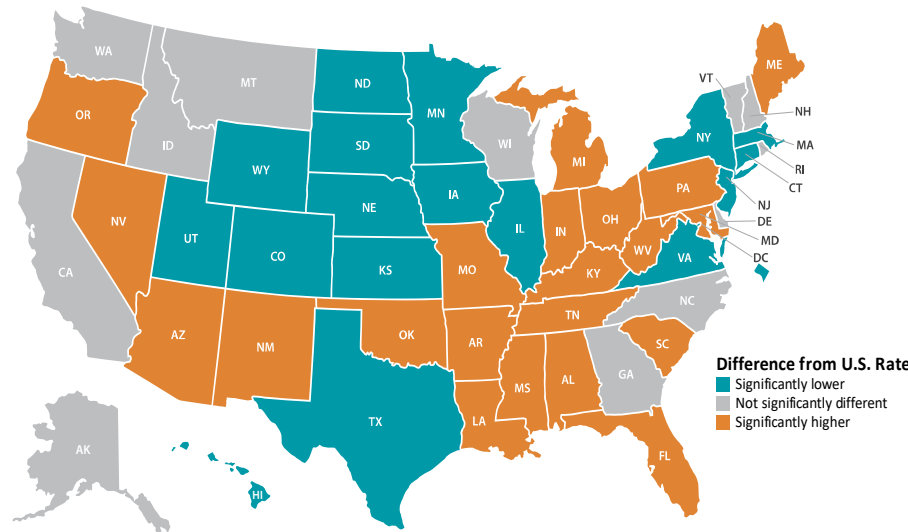 WA
MT
ND
MN
ME
VT
OR
NH
ID
SD
WI
NY
MA
WY
MI
RI
CT
IA
PA
NJ
NE
NV
OH
DE
IL
IN
UT
MD
WV
CO
DC
VA
CA
KS
MO
KY
NC
TN
OK
AZ
NM
AR
SC
Difference from U.S. Rate
GA
MS
AL
Significantly lower
Not significantly different
LA
TX
Significantly higher
AK
FL
HI